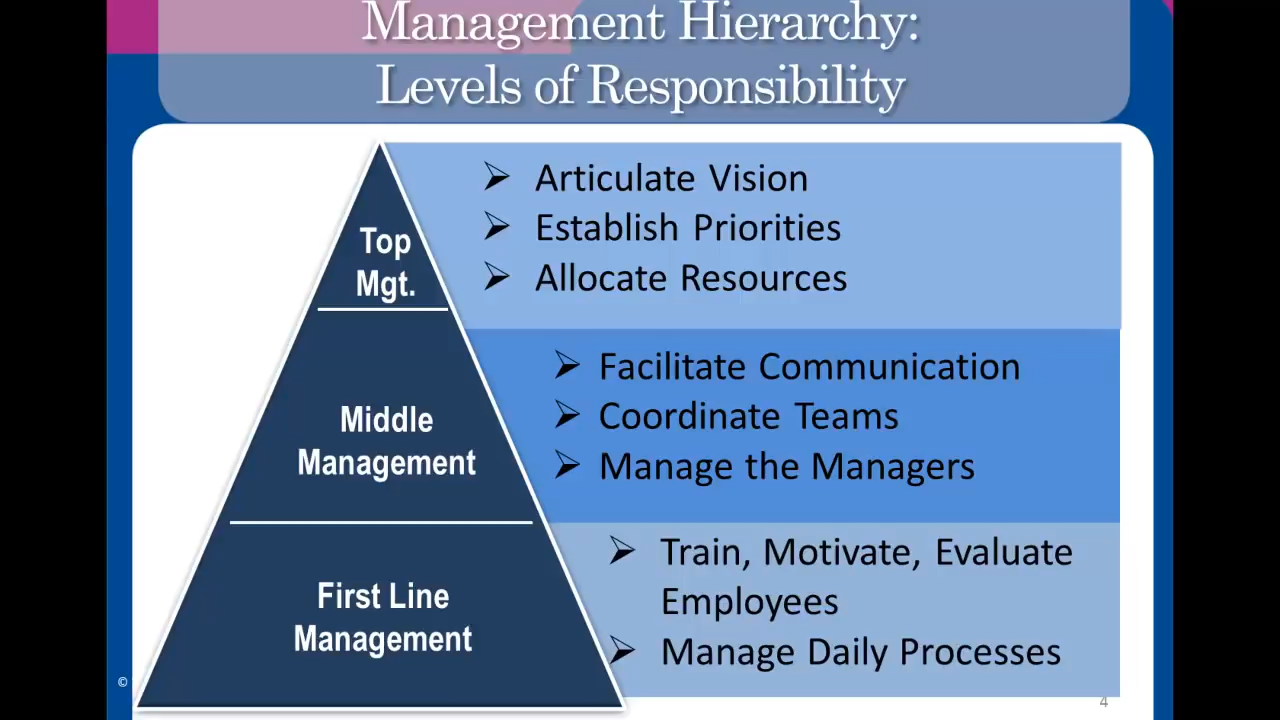 Management Hierarchy:
Levels of Responsibility
Top
Mgt.
➢ Articulate Vision
➢ Establish Priorities
➢ Allocate Resources
Middle
Management
➢ Facilitate Communication
➢ Coordinate Teams
➢ Manage the Managers
First Line
Management
➢ Train, Motivate, Evaluate
Employees
➢ Manage Daily Processes
©
4